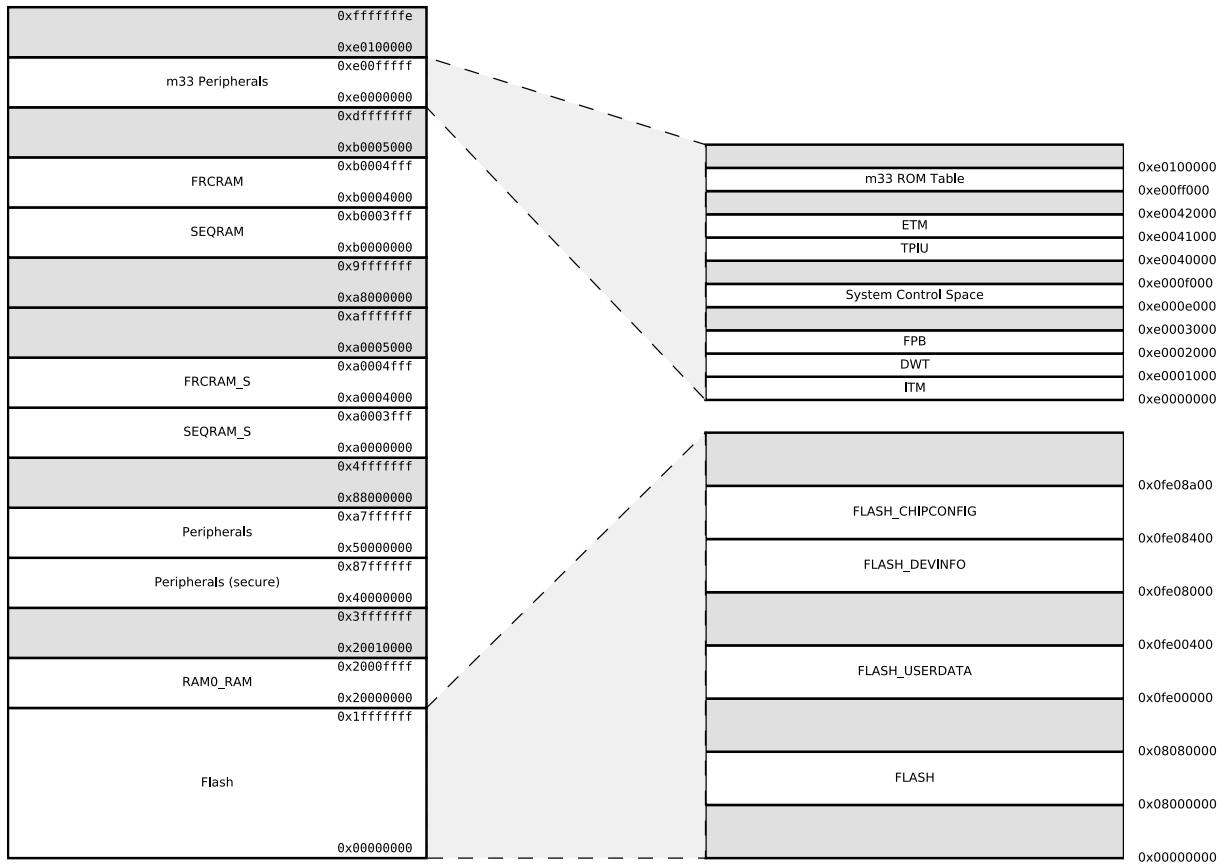 0xfffffffe
0xe0100000
0xe00fffff
m33 Peripherals
0xe0000000
0xdfffffff
0xb0005000
0xb0004fff
FRCRAM
0xb0004000
0xb0003fff
SEQRAM
0xb0000000
0x9fffffff
0xa8000000
0xafffffff
0xa0005000
0xa0004fff
FRCRAM_S
0xa0004000
0xa0003fff
SEQRAM_S
0xa0000000
0x4fffffff
0x88000000
0xa7ffffff
Peripherals
0x50000000
0x87ffffff
Peripherals (secure)
0x40000000
0x3fffffff
0x20010000
0x2000ffff
RAM0_RAM
0x20000000
0x1fffffff
Flash
0x00000000
0xe0100000
m33 ROM Table
0xe00ff000
0xe0042000
ETM
0xe0041000
TPIU
0xe0040000
0xe000f000
System Control Space
0xe000e000
0xe0003000
FPB
0xe0002000
DWT
0xe0001000
ITM
0xe0000000
0x0fe08a00
FLASH_CHIPCONFIG
0x0fe08400
FLASH_DEVINFO
0x0fe08000
0x0fe00400
FLASH_USERDATA
0x0fe00000
0x08080000
FLASH
0x08000000
0x00000000